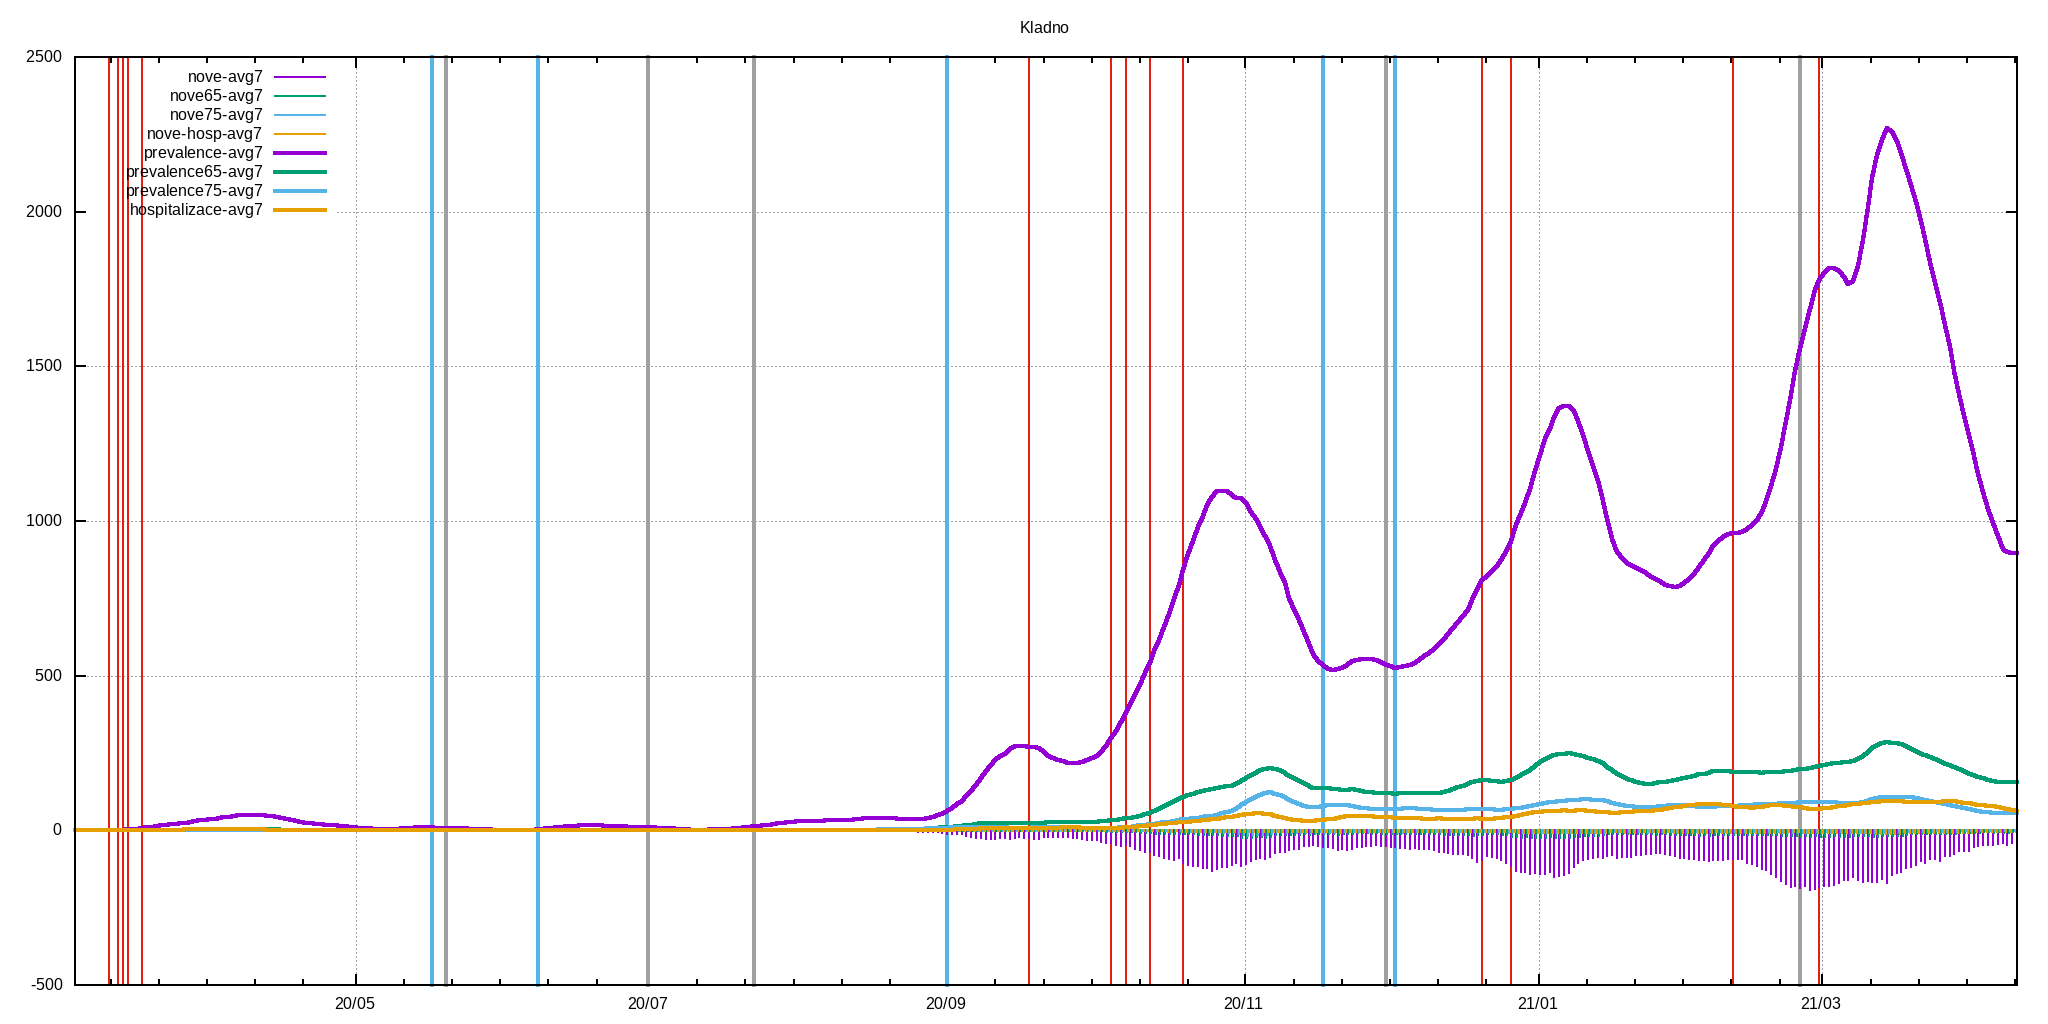 Kladno
2500
2000
1500
1000
500
0
-500
nove-avg7
nove65-avg7
nove75-avg7
nove-hosp-avg7
prevalence-avg7
prevalence65-avg7
prevalence75-avg7
hospitalizace-avg7
20/05 20/07 20/09 20/11 21/01 21/03